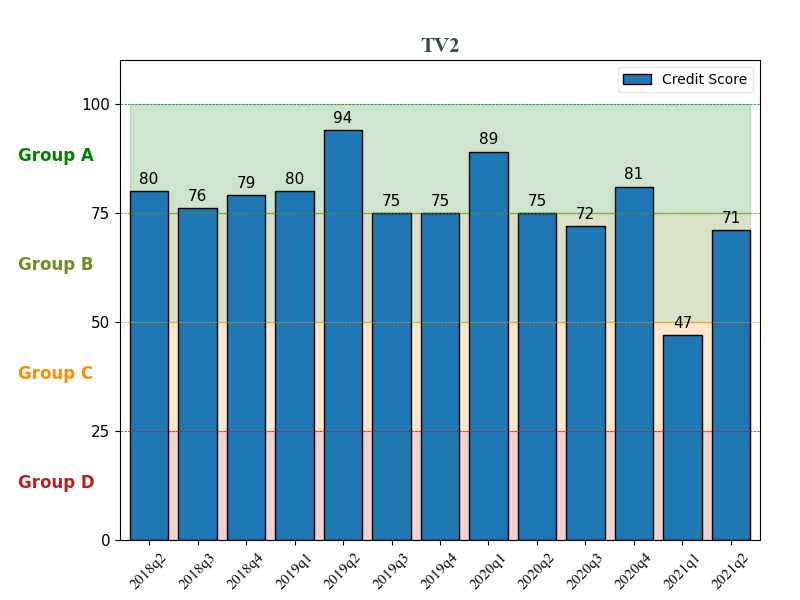 TV2
Credit Score
100
75
50
25
0
Group A
Group B
Group C
Group D
80
76
79
80
94
75
75
89
75
72
81
47
71
2018q2
2018q3
2018q4
2019q1
2019q2
2019q3
2019q4
2020q1
2020q2
2020q3
2020q4
2021q1
2021q2